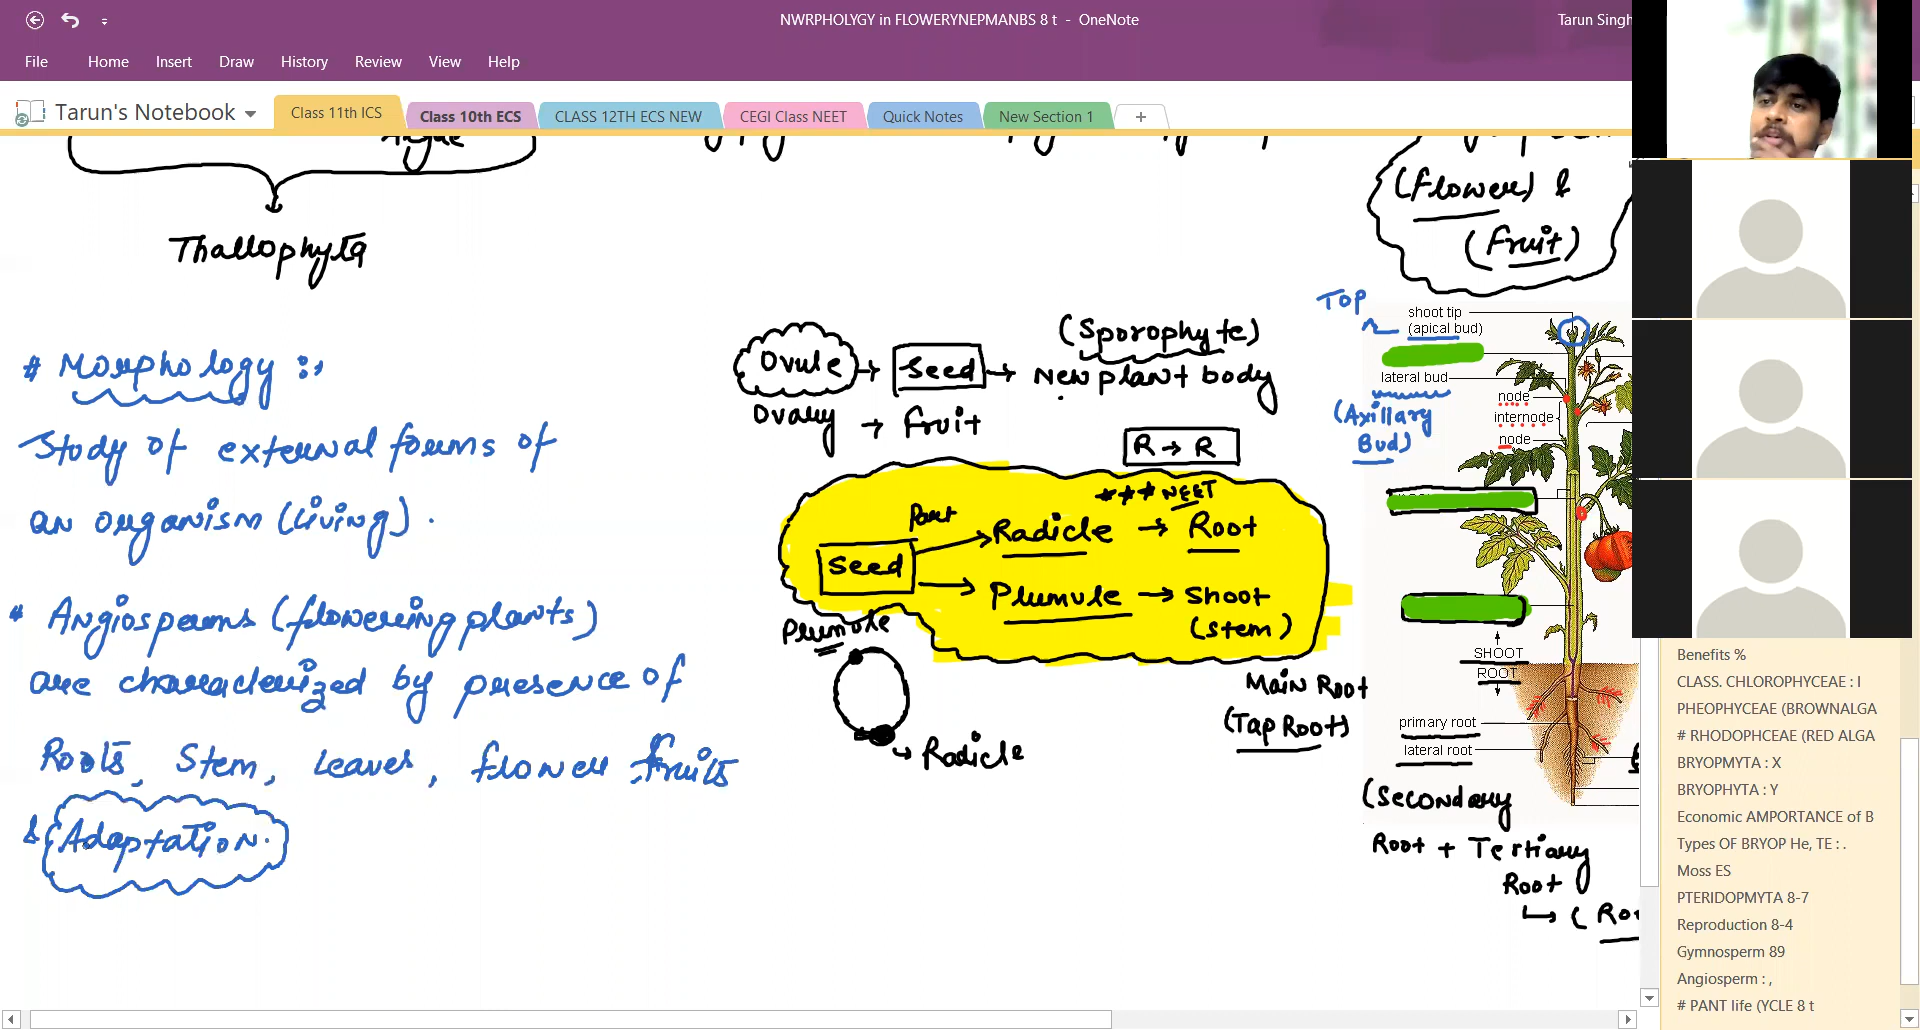 NWRPHOLYGY in FLOWERYNEPMANBS 8 t - OneNote
Tarun Singh
File Home Insert Draw History Review View Help
Tarun's Notebook
Class 11th ICS
Class 10th ECS
CLASS 12TH ECS NEW
CEGI Class NEET
Quick Notes
New Section 1
Thallophyta
# Morphology :,
Study of external forms of
an organism (living).
* Angiosperms (flowering plants)
are characterized by presence of
Roots, Stem, Leaves, flower, fruits
& (Adaptation.
Ovule → Seed → New plant body
(Sporophyte)
Ovary → Fruit
R → R
*** NEET
Seed
Part
Radicle → Root
Plumule → Shoot
(stem)
Plumule
→ Radicle
Main Root
(Tap Root)
(Flower) &
(Fruit)
TOP
shoot tip
(apical bud)
lateral bud
(Axillary
Bud)
node
internode
node
SHOOT
ROOT
primary root
lateral root
(Secondary
Root + Tertiary
Root
Benefits %
CLASS. CHLOROPHYCEAE : I
PHEOPHYCEAE (BROWNALGA
# RHODOPHCEAE (RED ALGA
BRYOPMYTA : X
BRYOPHYTA : Y
Economic AMPORTANCE of B
Types OF BRYOP He, TE : .
Moss ES
PTERIDOPMYTA 8-7
Reproduction 8-4
Gymnosperm 89
Angiosperm : ,
# PANT life (YCLE 8 t